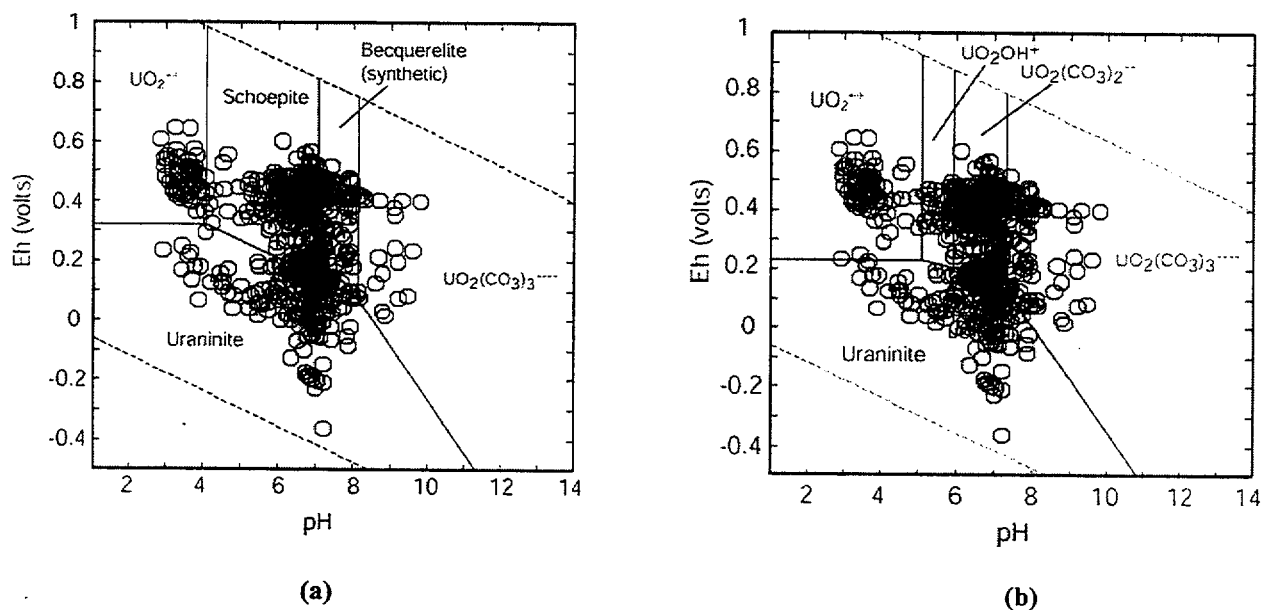 1
0.8
0.6
0.4
0.2
0
-0.2
-0.4
Eh (volts)
UO₂⁺⁺
Schoepite
Becquerelite
(synthetic)
Uraninite
UO₂(CO₃)₃⁻⁻⁻⁻
2 4 6 8 10 12 14
pH
(a)
1
0.8
0.6
0.4
0.2
0
-0.2
-0.4
Eh (volts)
UO₂⁺⁺
UO₂OH⁺
UO₂(CO₃)₂⁻⁻
Uraninite
UO₂(CO₃)₃⁻⁻⁻⁻
2 4 6 8 10 12 14
pH
(b)